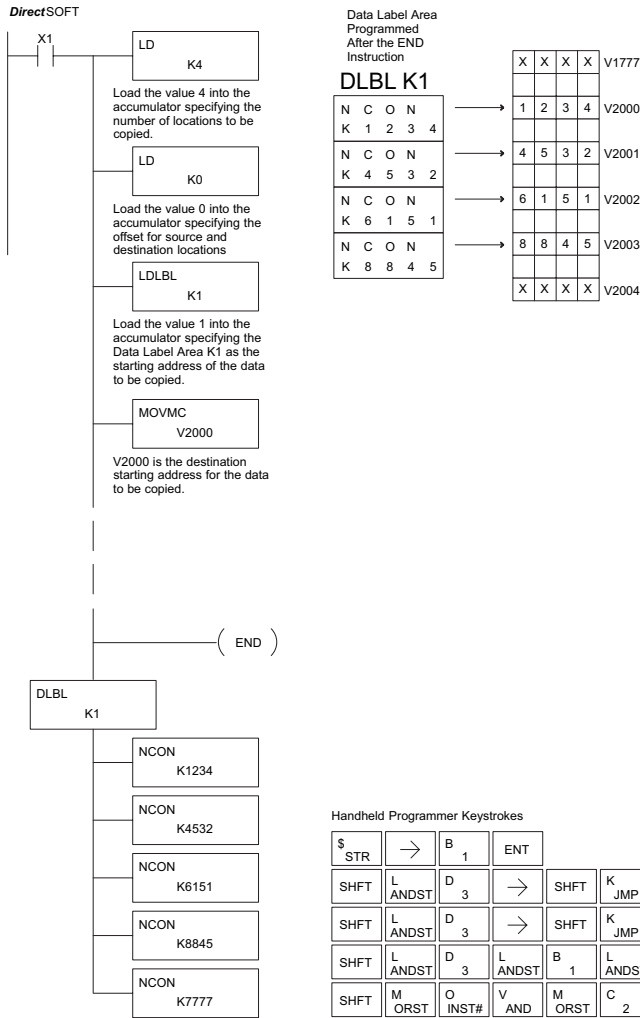 DirectSOFT
X1
LD
K4
Load the value 4 into the
accumulator specifying the
number of locations to be
copied.
LD
K0
Load the value 0 into the
accumulator specifying the
offset for source and
destination locations
LDLBL
K1
Load the value 1 into the
accumulator specifying the
Data Label Area K1 as the
starting address of the data
to be copied.
MOVMC
V2000
V2000 is the destination
starting address for the data
to be copied.
END
DLBL
K1
NCON
K1234
NCON
K4532
NCON
K6151
NCON
K8845
NCON
K7777
Data Label Area
Programmed
After the END
Instruction
DLBL K1
N C O N
K 1 2 3 4
N C O N
K 4 5 3 2
N C O N
K 6 1 5 1
N C O N
K 8 8 4 5
X X X X V1777
1 2 3 4 V2000
4 5 3 2 V2001
6 1 5 1 V2002
8 8 4 5 V2003
X X X X V2004
Handheld Programmer Keystrokes
$ STR → B 1 ENT
SHFT L ANDST D 3 → SHFT K JMP
SHFT L ANDST D 3 → SHFT K JMP
SHFT L ANDST D 3 L ANDST B 1 L ANDS
SHFT M ORST O INST# V AND M ORST C 2